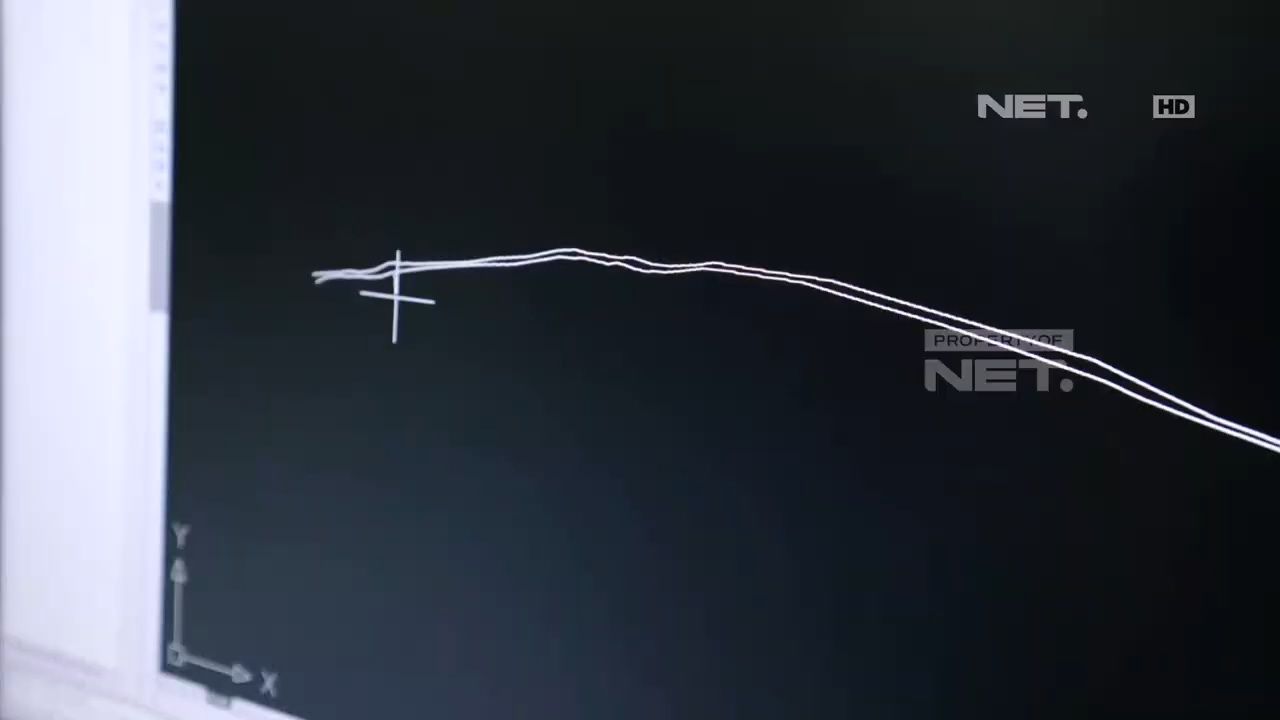 NET. HD
PROPERTY OF
NET.
Y
X